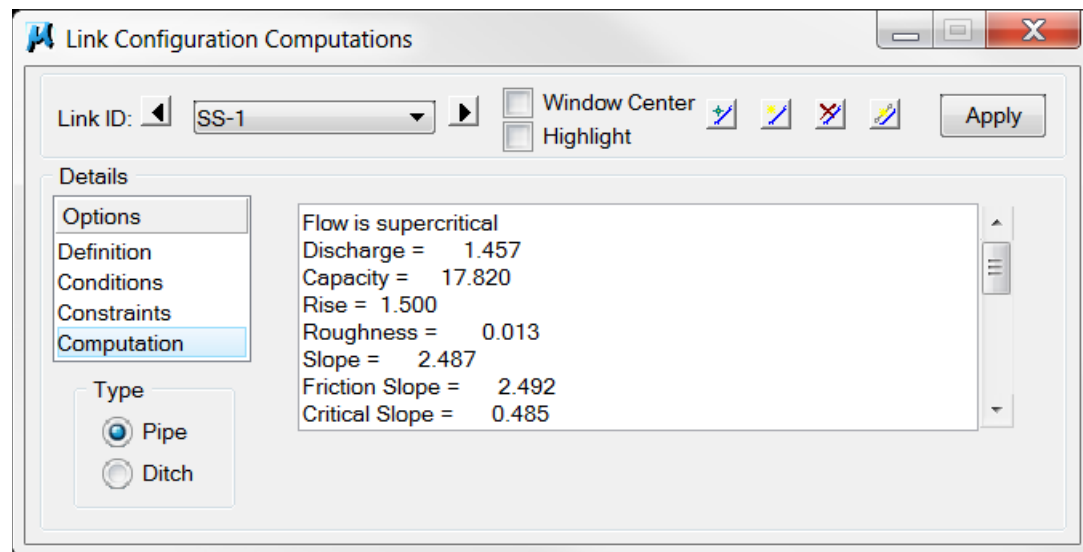 Link Configuration Computations
Link ID: SS-1
Window Center
Highlight
Apply
Details
Options
Definition
Conditions
Constraints
Computation
Type
Pipe
Ditch
Flow is supercritical
Discharge = 1.457
Capacity = 17.820
Rise = 1.500
Roughness = 0.013
Slope = 2.487
Friction Slope = 2.492
Critical Slope = 0.485